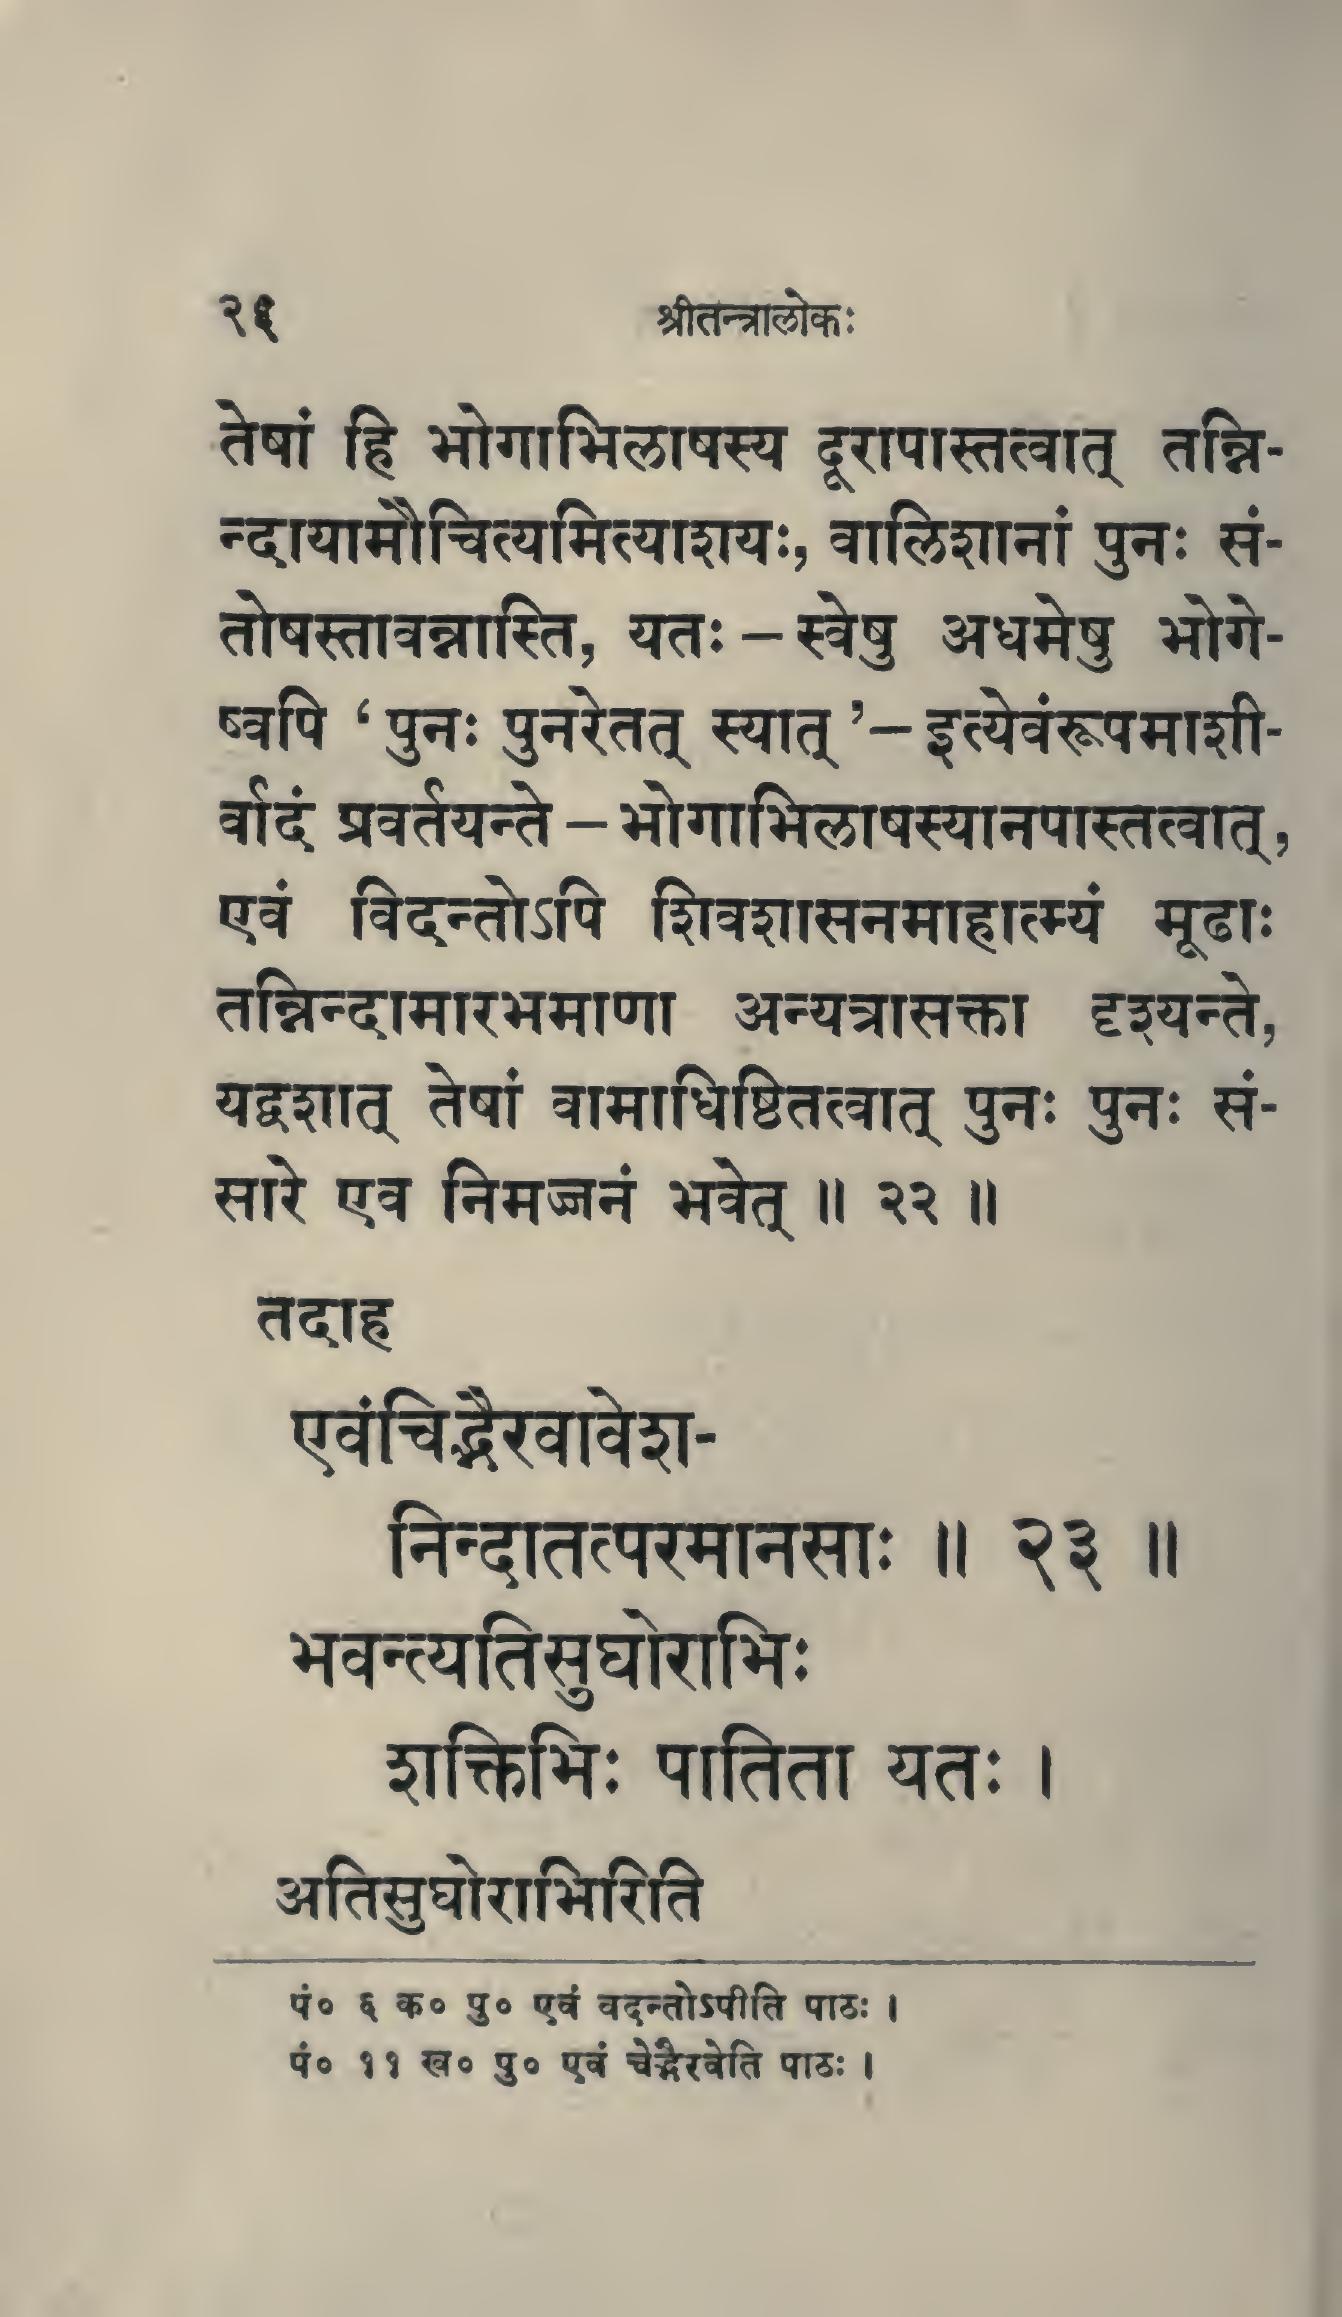 २६ श्रीतन्त्रालोकः
तेषां हि भोगाभिलाषस्य दूरापास्तत्वात् तन्नि-
न्दायामौचित्यमित्याशयः, वालिशानां पुनः सं-
तोषस्तावन्नास्ति, यतः – स्वेषु अधमेषु भोगे-
ष्वपि ‘ पुनः पुनरेतत् स्यात् ’– इत्येवंरूपमाशी-
र्वादं प्रवर्तयन्ते – भोगाभिलाषस्यानपास्तत्वात्,
एवं विदन्तोऽपि शिवशासनमाहात्म्यं मूढाः
तन्निन्दामारभमाणा अन्यत्रासक्ता दृश्यन्ते,
यद्वशात् तेषां वामाधिष्ठितत्वात् पुनः पुनः सं-
सारे एव निमज्जनं भवेत् ॥ २२ ॥
तदाह
एवंचिद्भैरवावेश-
निन्दातत्परमानसाः ॥ २३ ॥
भवन्त्यतिसुघोराभिः
शक्तिभिः पातिता यतः ।
अतिसुघोराभिरिति
पं० ६ क० पु० एवं वदन्तोऽपीति पाठः ।
पं० ११ ख० पु० एवं चेद्भैरवेति पाठः ।